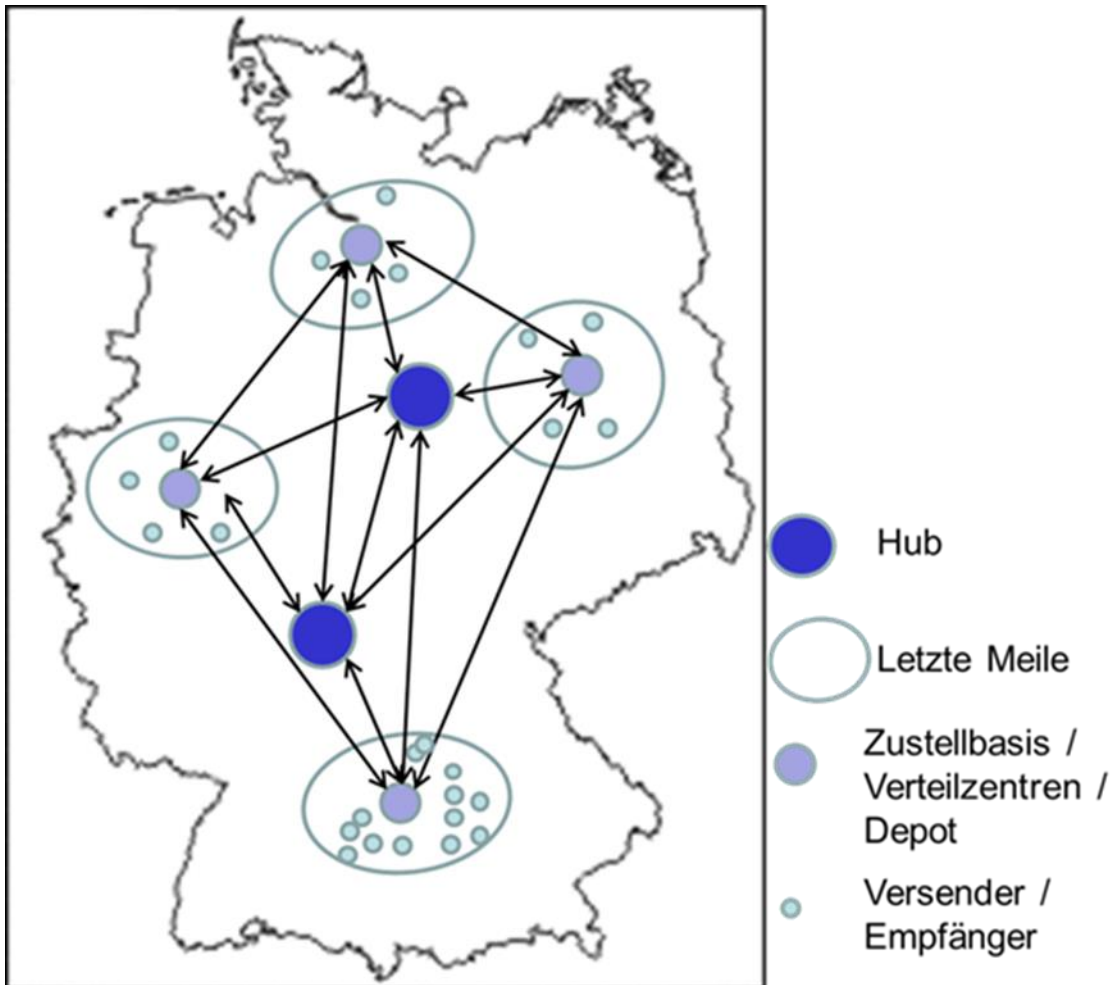 Hub
Letzte Meile
Zustellbasis /
Verteilzentren /
Depot
Versender /
Empfänger